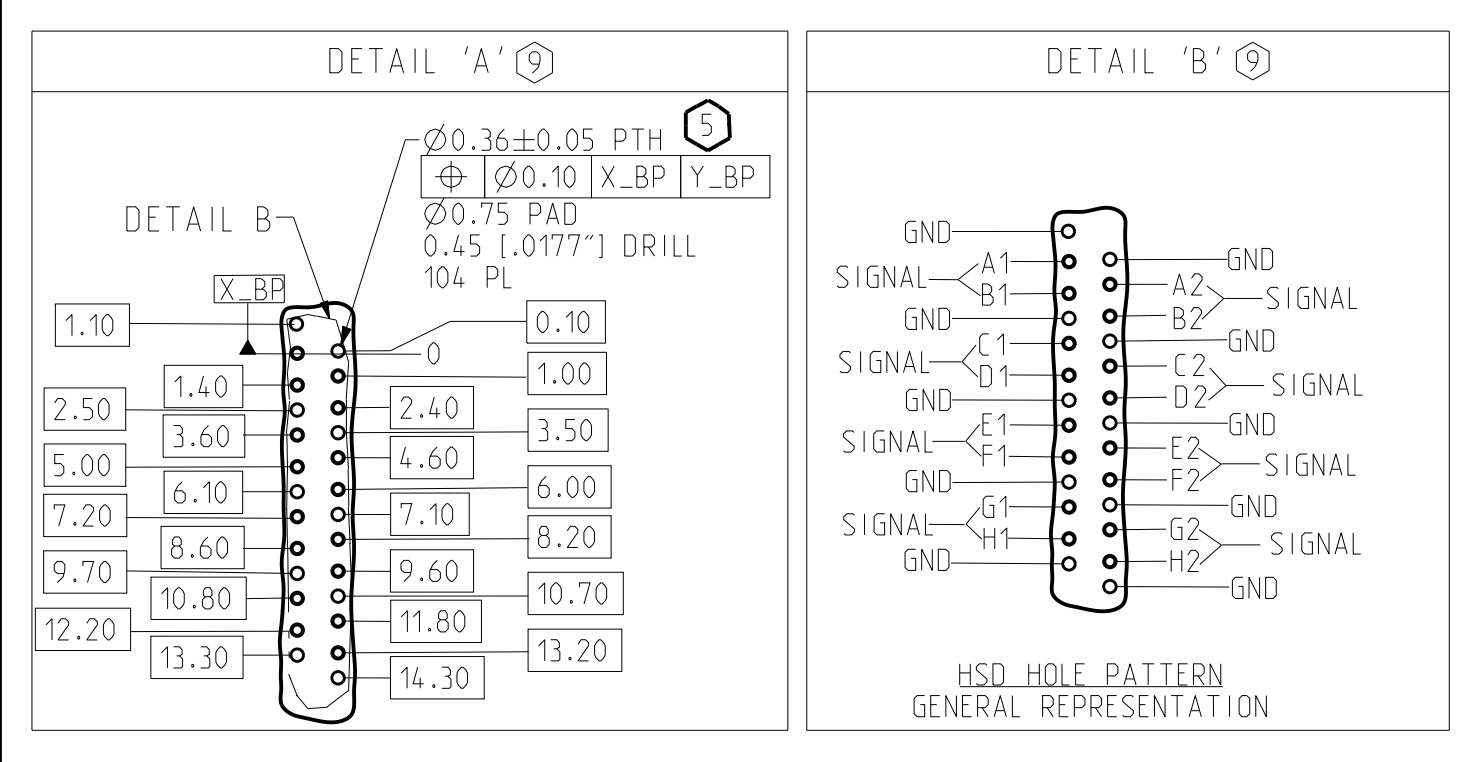 DETAIL 'A' 9
Ø0.36±0.05 PTH 5
⌖ Ø0.10 X_BP Y_BP
Ø0.75 PAD
0.45 [.0177"] DRILL
104 PL
DETAIL B
X_BP
1.10
0.10
0
1.40
1.00
2.50
2.40
3.60
3.50
5.00
4.60
6.10
6.00
7.20
7.10
8.60
8.20
9.70
9.60
10.80
10.70
12.20
11.80
13.30
13.20
14.30
DETAIL 'B' 9
GND
SIGNAL A1
B1
GND
SIGNAL C1
D1
GND
SIGNAL E1
F1
GND
SIGNAL G1
H1
GND
GND
A2 SIGNAL
B2
GND
C2 SIGNAL
D2
GND
E2 SIGNAL
F2
GND
G2 SIGNAL
H2
GND
HSD HOLE PATTERN
GENERAL REPRESENTATION